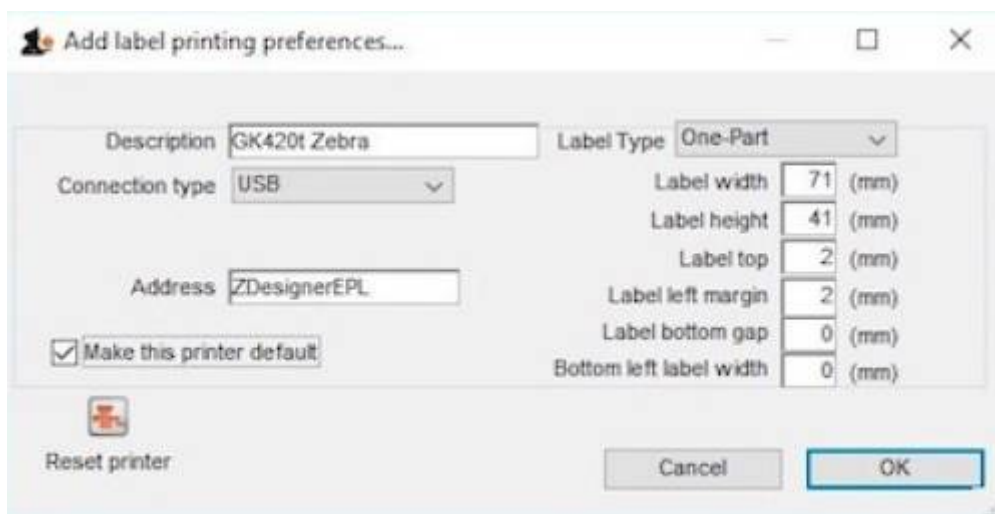 Add label printing preferences...
Description GK420t Zebra
Label Type One-Part
Connection type USB
Label width 71 (mm)
Label height 41 (mm)
Label top 2 (mm)
Address ZDesignerEPL
Label left margin 2 (mm)
Label bottom gap 0 (mm)
Make this printer default
Bottom left label width 0 (mm)
Reset printer
Cancel
OK